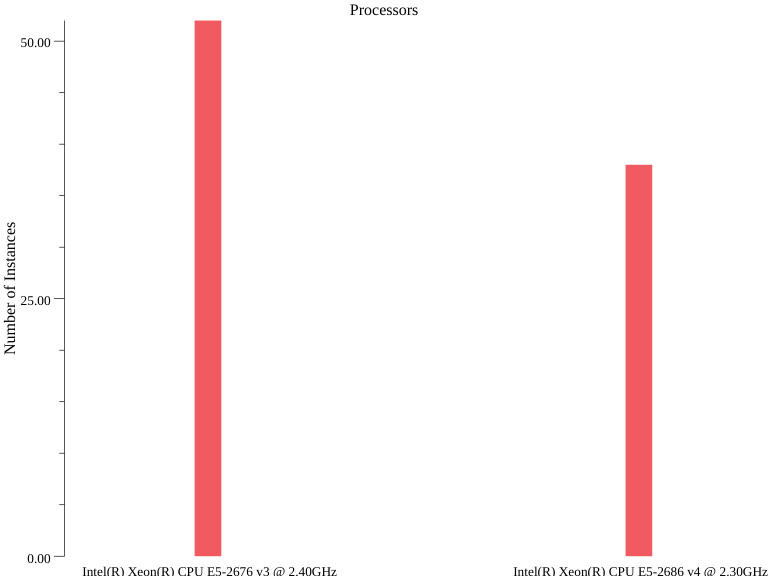 Processors
50.00
25.00
0.00
Number of Instances
Intel(R) Xeon(R) CPU E5-2676 v3 @ 2.40GHz
Intel(R) Xeon(R) CPU E5-2686 v4 @ 2.30GHz